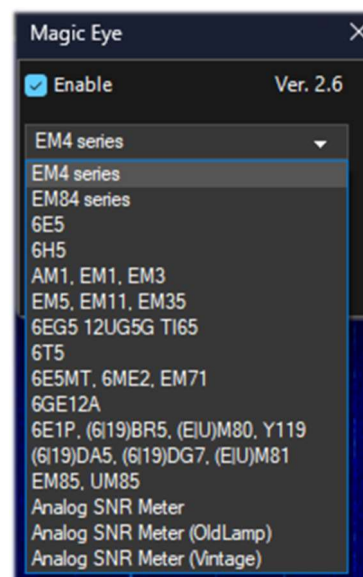 Magic Eye
Enable Ver. 2.6
EM4 series
EM4 series
EM84 series
6E5
6H5
AM1, EM1, EM3
EM5, EM11, EM35
6EG5 12UG5G TI65
6T5
6E5MT, 6ME2, EM71
6GE12A
6E1P, (6|19)BR5, (E|U)M80, Y119
(6|19)DA5, (6|19)DG7, (E|U)M81
EM85, UM85
Analog SNR Meter
Analog SNR Meter (OldLamp)
Analog SNR Meter (Vintage)